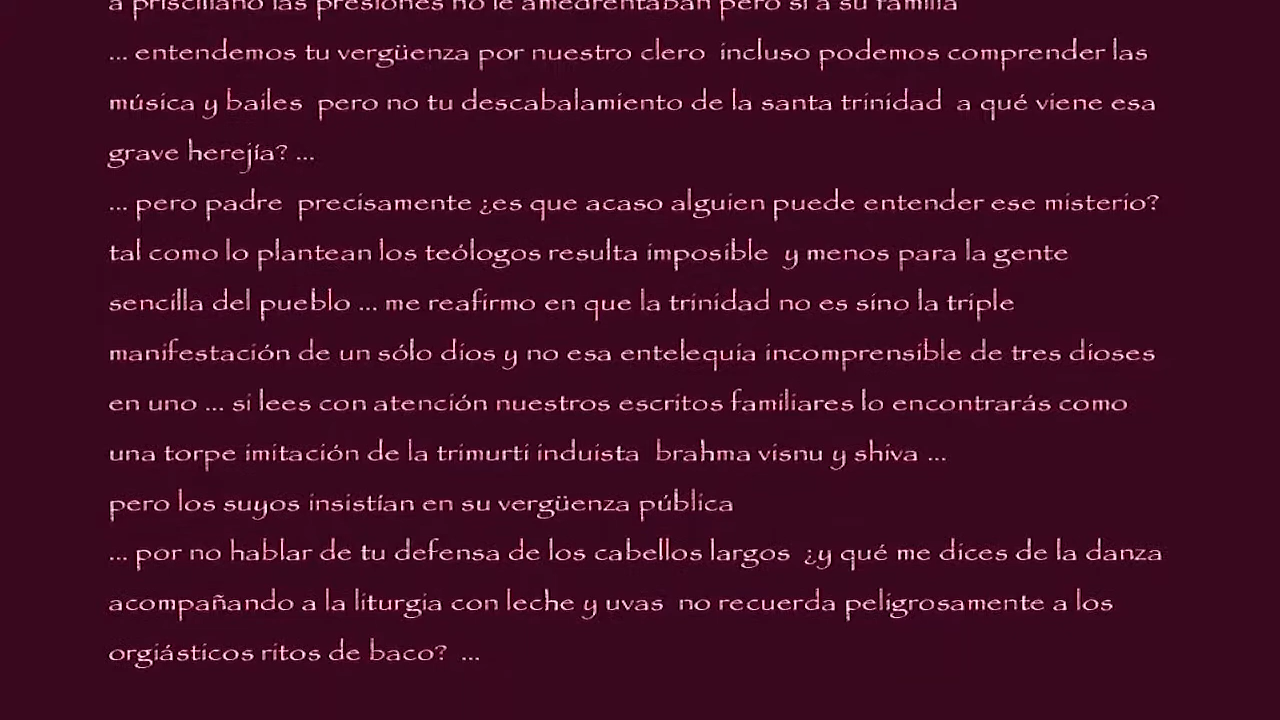 a prisciliano las presiones no le amedrentaban pero sí a su familia
... entendemos tu vergüenza por nuestro clero incluso podemos comprender las
música y bailes pero no tu descabalamiento de la santa trinidad a qué viene esa
grave herejía? ...
... pero padre precisamente ¿es que acaso alguien puede entender ese misterio?
tal como lo plantean los teólogos resulta imposible y menos para la gente
sencilla del pueblo ... me reafirmo en que la trinidad no es sino la triple
manifestación de un sólo dios y no esa entelequia incomprensible de tres dioses
en uno ... si lees con atención nuestros escritos familiares lo encontrarás como
una torpe imitación de la trimurti induista brahma visnu y shiva ...
pero los suyos insistían en su vergüenza pública
... por no hablar de tu defensa de los cabellos largos ¿y qué me dices de la danza
acompañando a la liturgia con leche y uvas no recuerda peligrosamente a los
orgiásticos ritos de baco? ...